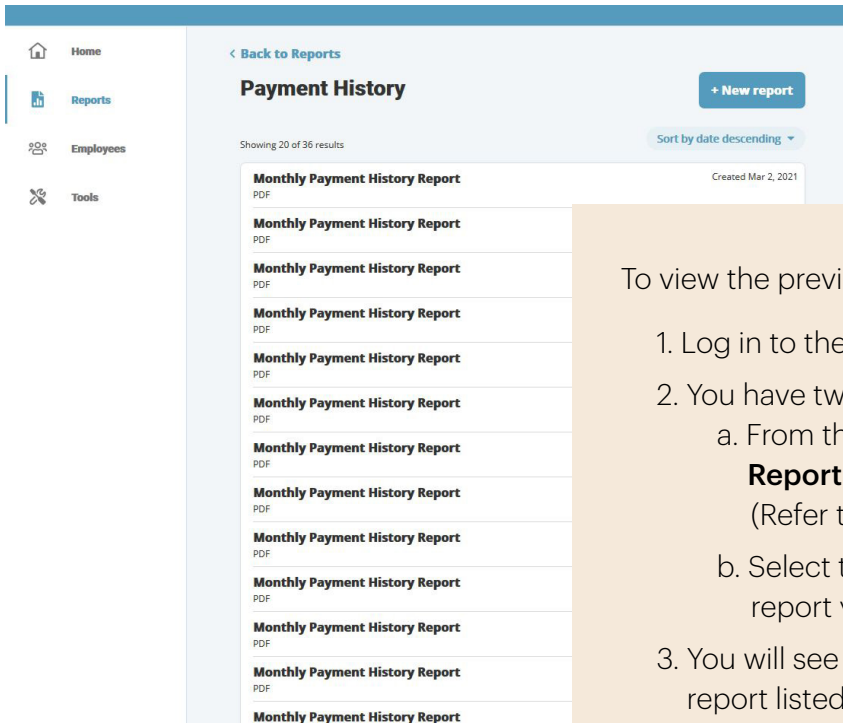 Home
Reports
Employees
Tools
< Back to Reports
Payment History
+ New report
Showing 20 of 36 results
Sort by date descending
Monthly Payment History Report
Created Mar 2, 2021
PDF
Monthly Payment History Report
PDF
Monthly Payment History Report
PDF
Monthly Payment History Report
PDF
Monthly Payment History Report
PDF
Monthly Payment History Report
PDF
Monthly Payment History Report
PDF
Monthly Payment History Report
PDF
Monthly Payment History Report
PDF
Monthly Payment History Report
PDF
Monthly Payment History Report
PDF
Monthly Payment History Report
PDF
Monthly Payment History Report
To view the previ
1. Log in to the
2. You have tw
a. From th
Report
(Refer t
b. Select t
report
3. You will see
report listed